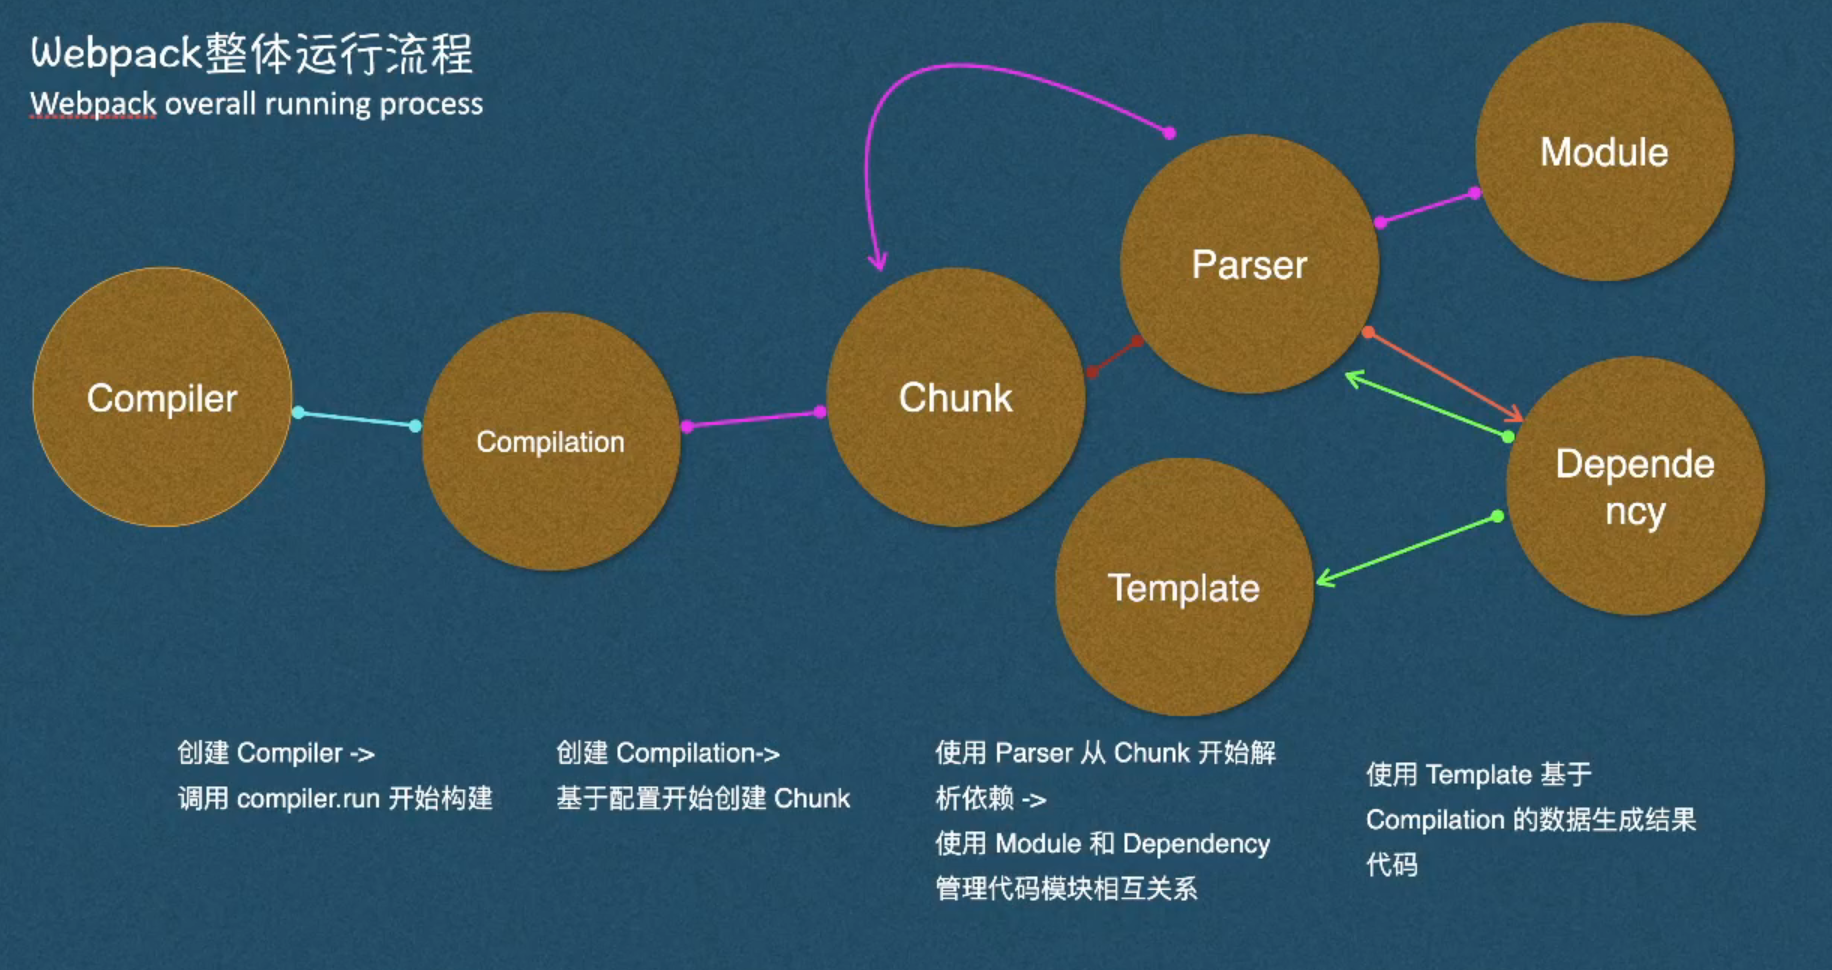 Webpack整体运行流程
Webpack overall running process
Module
Parser
Compiler
Chunk
Compilation
Depende
ncy
Template
创建 Compiler ->
调用 compiler.run 开始构建
创建 Compilation->
基于配置开始创建 Chunk
使用 Parser 从 Chunk 开始解
析依赖 ->
使用 Module 和 Dependency
管理代码模块相互关系
使用 Template 基于
Compilation 的数据生成结果
代码